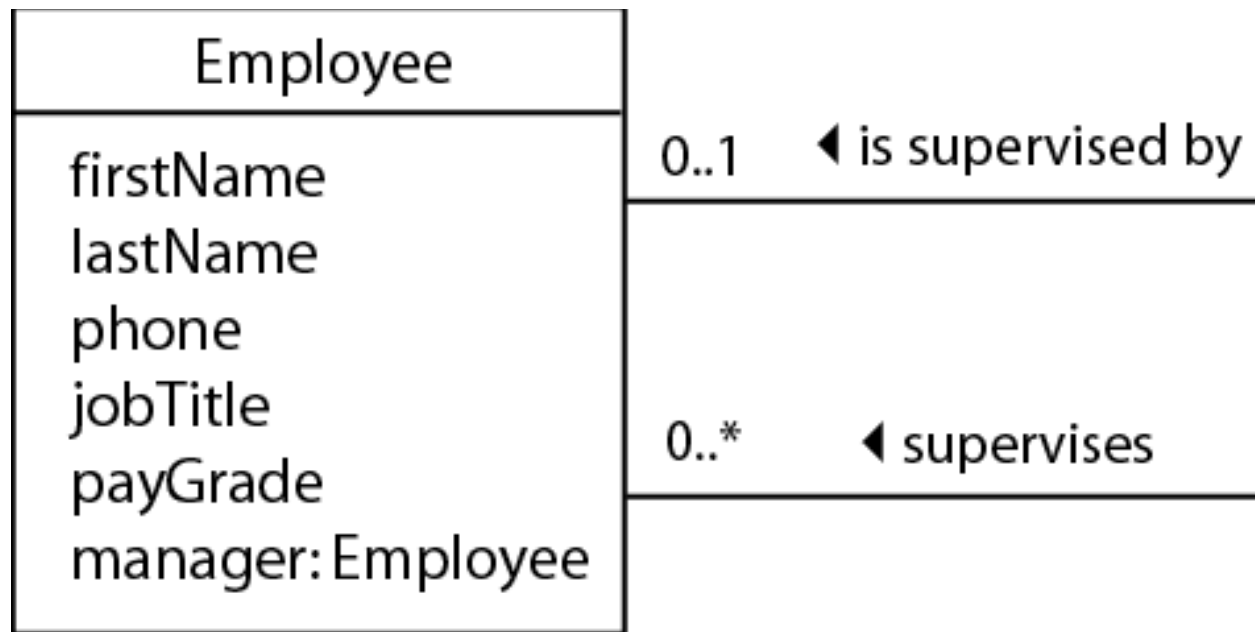 Employee
firstName
lastName
phone
jobTitle
payGrade
manager: Employee
0..1 ◀ is supervised by
0..* ◀ supervises